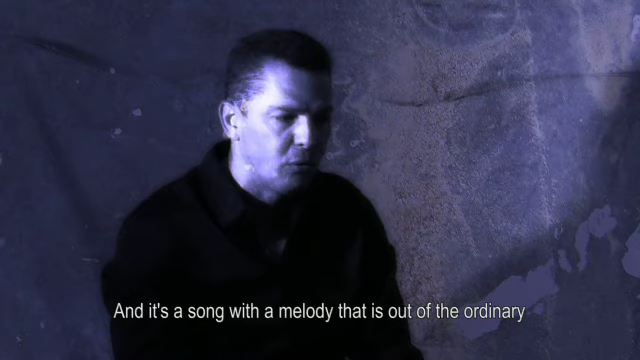 And it's a song with a melody that is out of the ordinary